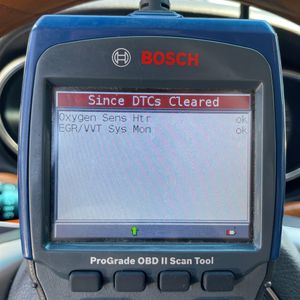 BOSCH
Since DTCs Cleared
Oxygen Sens Htr ok
EGR/VVT Sys Mon ok
ProGrade OBD II Scan Tool